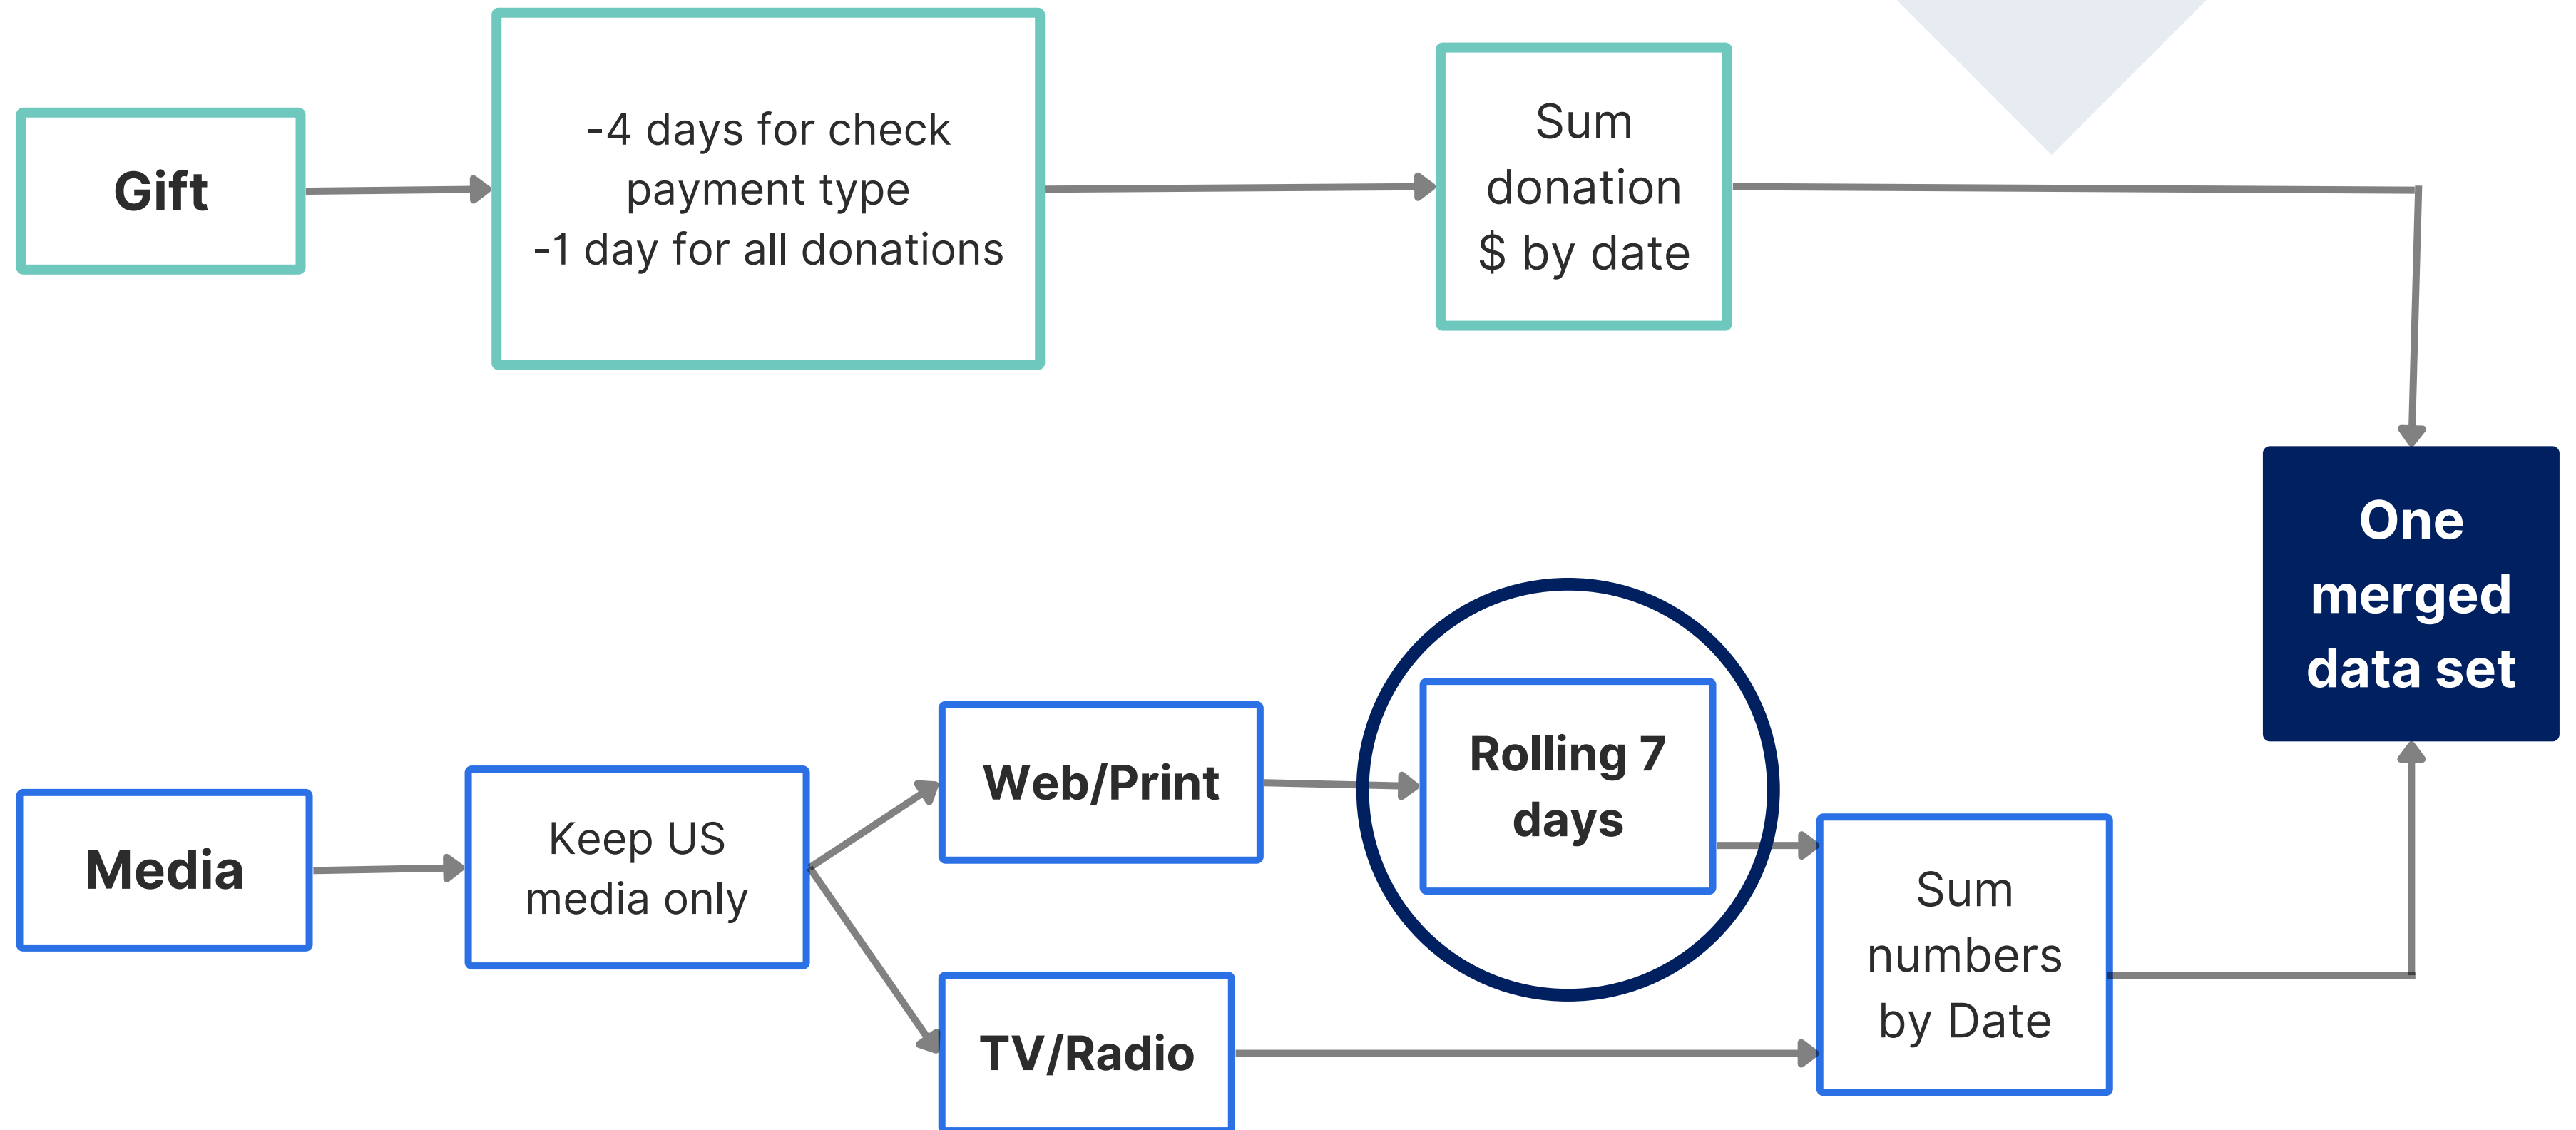 Gift
-4 days for check
payment type
-1 day for all donations
Sum
donation
$ by date
One
merged
data set
Media
Keep US
media only
Web/Print
Rolling 7
days
TV/Radio
Sum
numbers
by Date